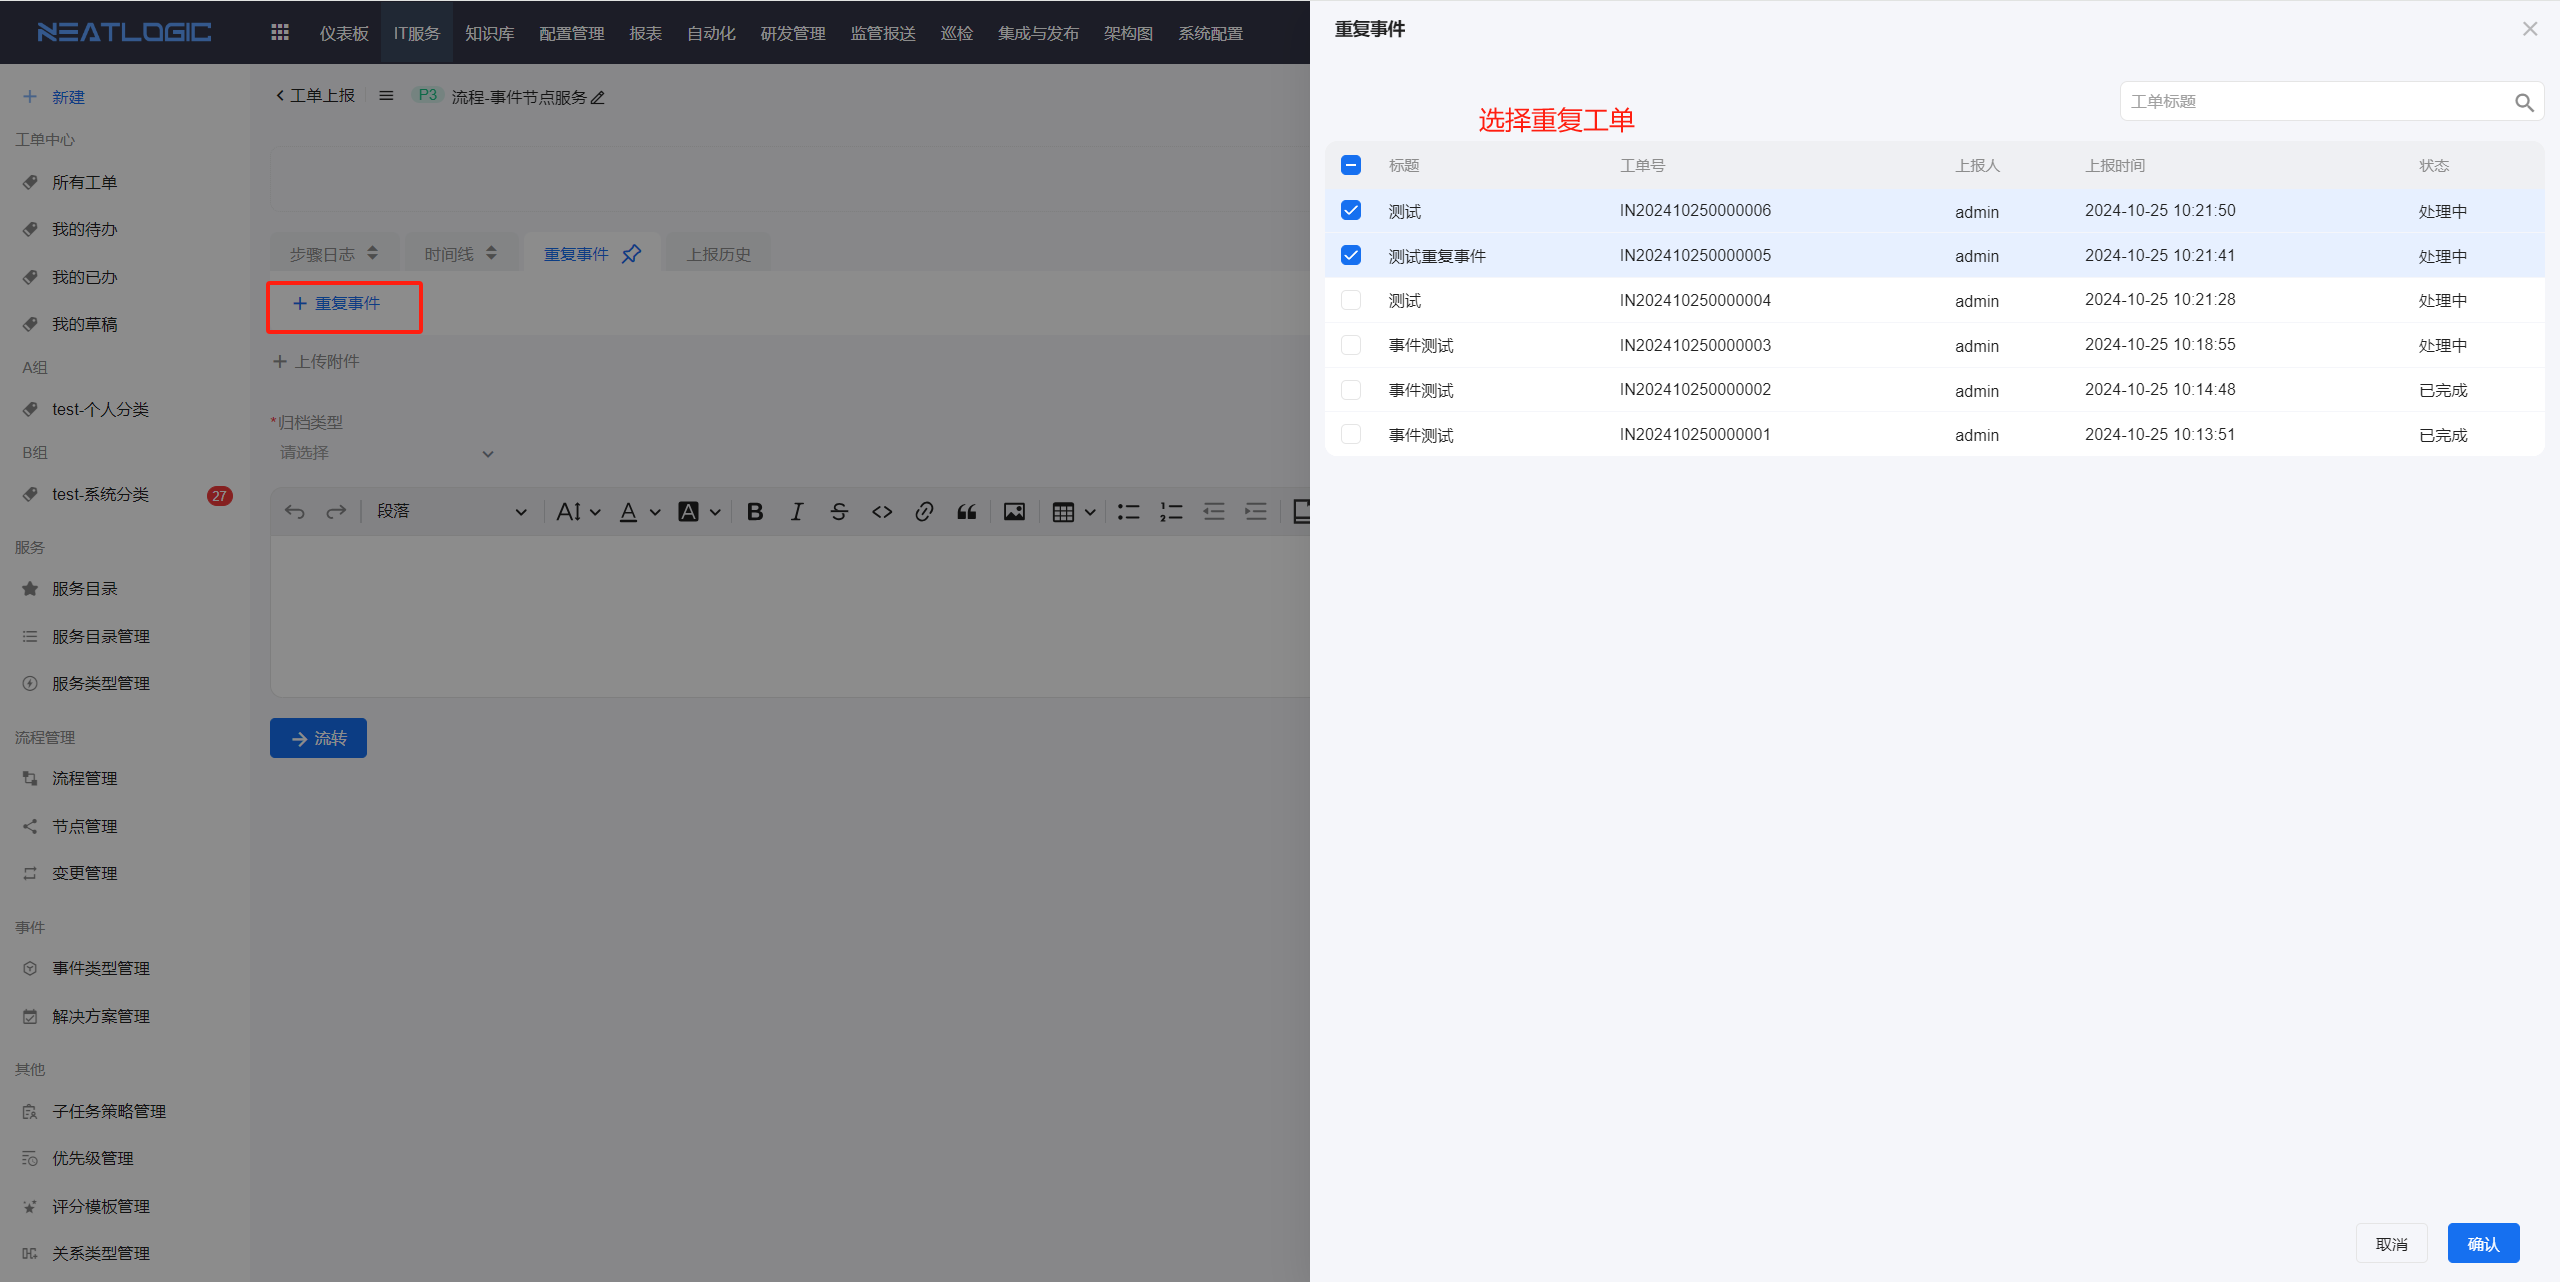 NEATLOGIC
仪表板 IT服务 知识库 配置管理 报表 自动化 研发管理 监管报送 巡检 集成与发布 架构图 系统配置
新建
工单中心
所有工单
我的待办
我的已办
我的草稿
A组
test-个人分类
B组
test-系统分类 27
服务
服务目录
服务目录管理
服务类型管理
流程管理
流程管理
节点管理
变更管理
事件
事件类型管理
解决方案管理
其他
子任务策略管理
优先级管理
评分模板管理
关系类型管理
工单上报 P3 流程-事件节点服务
步骤日志 时间线 重复事件 上报历史
+ 重复事件
+ 上传附件
*归档类型
请选择
段落
流转
重复事件
工单标题
选择重复工单
标题 工单号 上报人 上报时间 状态
测试 IN202410250000006 admin 2024-10-25 10:21:50 处理中
测试重复事件 IN202410250000005 admin 2024-10-25 10:21:41 处理中
测试 IN202410250000004 admin 2024-10-25 10:21:28 处理中
事件测试 IN202410250000003 admin 2024-10-25 10:18:55 处理中
事件测试 IN202410250000002 admin 2024-10-25 10:14:48 已完成
事件测试 IN202410250000001 admin 2024-10-25 10:13:51 已完成
取消 确认